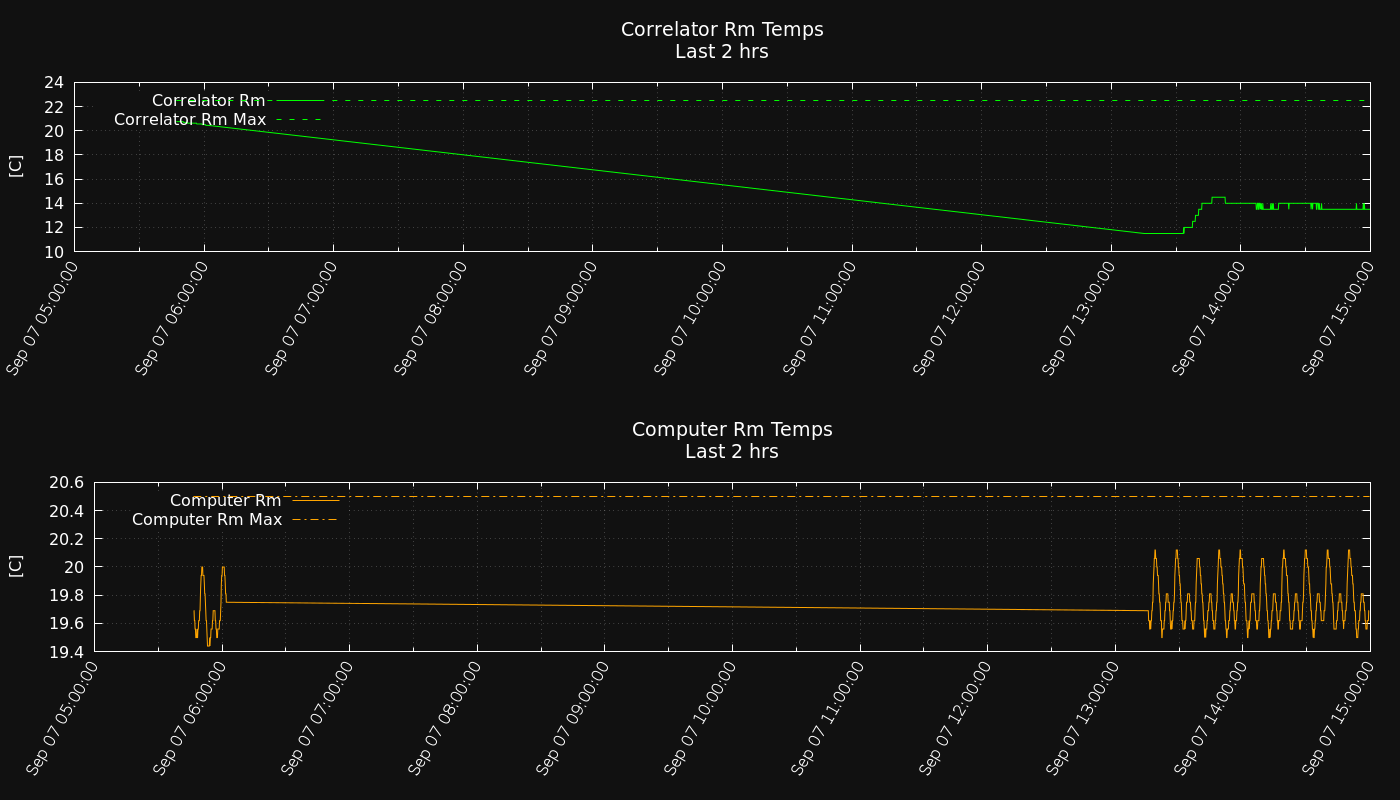 Correlator Rm Temps
Last 2 hrs
24
22
20
18
16
14
12
10
[C]
Correlator Rm
Correlator Rm Max
Sep 07 05:00:00
Sep 07 06:00:00
Sep 07 07:00:00
Sep 07 08:00:00
Sep 07 09:00:00
Sep 07 10:00:00
Sep 07 11:00:00
Sep 07 12:00:00
Sep 07 13:00:00
Sep 07 14:00:00
Sep 07 15:00:00
Computer Rm Temps
Last 2 hrs
20.6
20.4
20.2
20
19.8
19.6
19.4
[C]
Computer Rm
Computer Rm Max
Sep 07 05:00:00
Sep 07 06:00:00
Sep 07 07:00:00
Sep 07 08:00:00
Sep 07 09:00:00
Sep 07 10:00:00
Sep 07 11:00:00
Sep 07 12:00:00
Sep 07 13:00:00
Sep 07 14:00:00
Sep 07 15:00:00